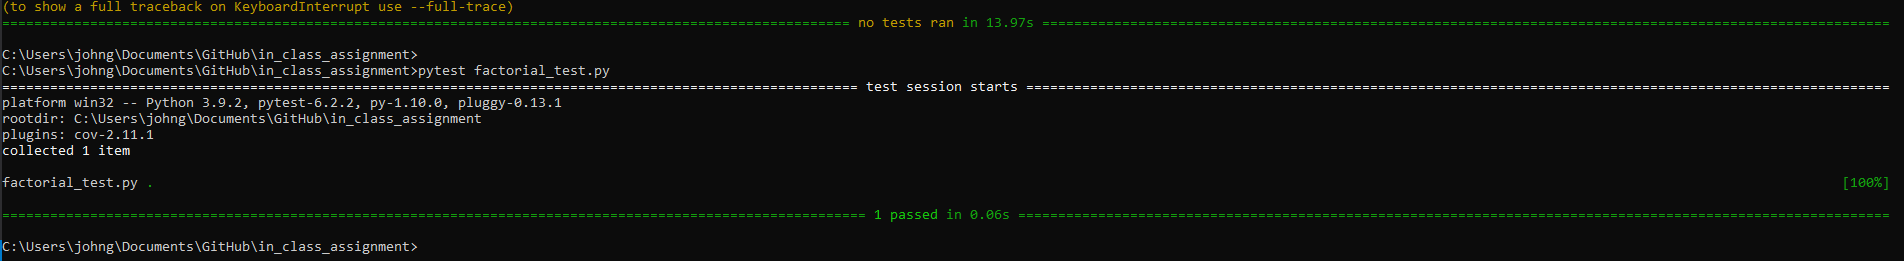 (to show a full traceback on KeyboardInterrupt use --full-trace)
========================================================================================================== no tests ran in 13.97s ==========================================================================================================
C:\Users\johng\Documents\GitHub\in_class_assignment>
C:\Users\johng\Documents\GitHub\in_class_assignment>pytest factorial_test.py
=========================================================================================================== test session starts ============================================================================================================
platform win32 -- Python 3.9.2, pytest-6.2.2, py-1.10.0, pluggy-0.13.1
rootdir: C:\Users\johng\Documents\GitHub\in_class_assignment
plugins: cov-2.11.1
collected 1 item
factorial_test.py . [100%]
============================================================================================================ 1 passed in 0.06s =============================================================================================================
C:\Users\johng\Documents\GitHub\in_class_assignment>